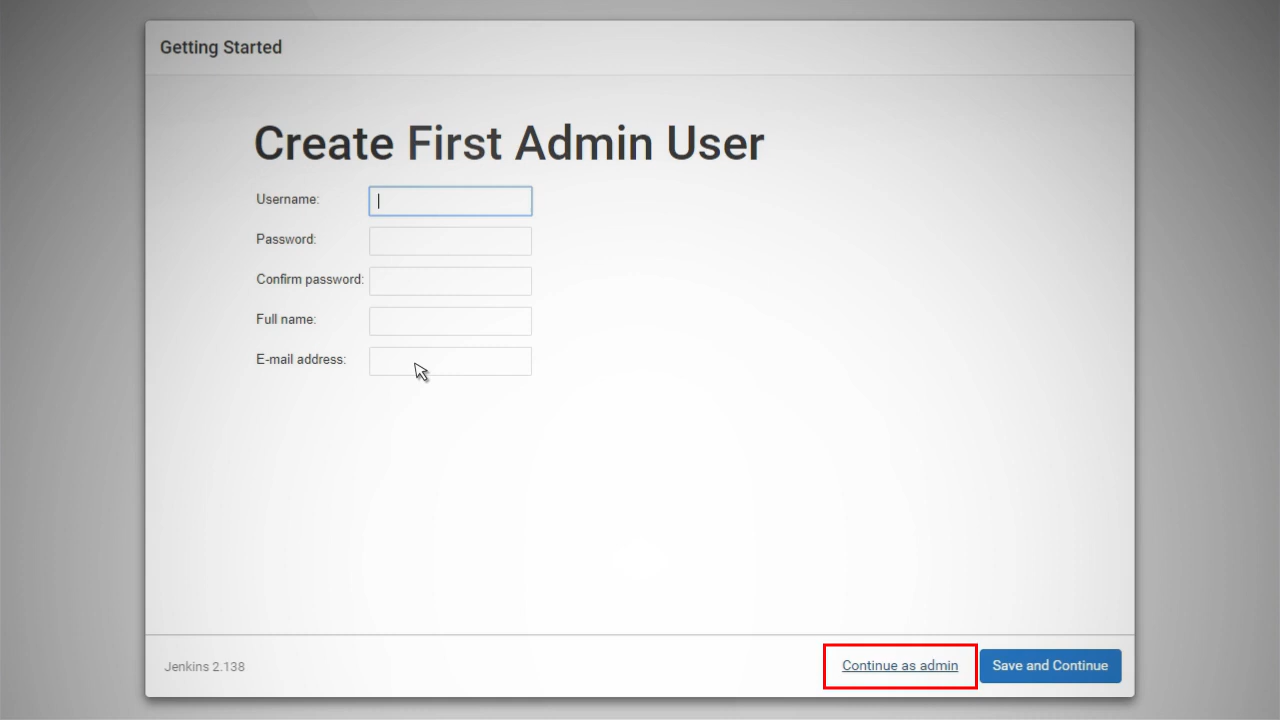 Getting Started
Create First Admin User
Username:
Password:
Confirm password:
Full name:
E-mail address:
Jenkins 2.138
Continue as admin
Save and Continue